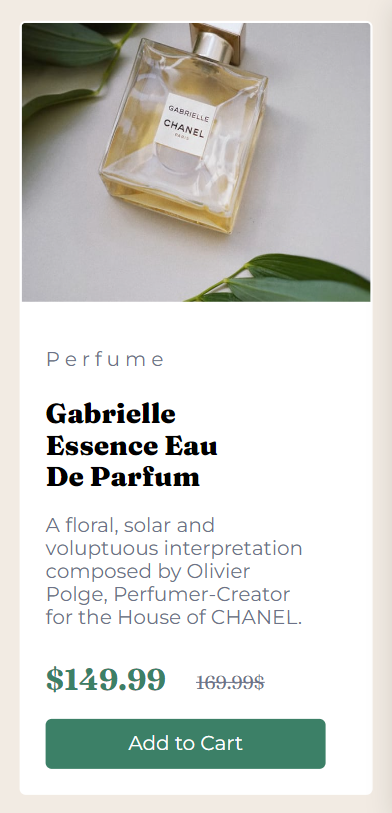 GABRIELLE
CHANEL
PARIS
Perfume
Gabrielle
Essence Eau
De Parfum
A floral, solar and
voluptuous interpretation
composed by Olivier
Polge, Perfumer-Creator
for the House of CHANEL.
$149.99 169.99$
Add to Cart